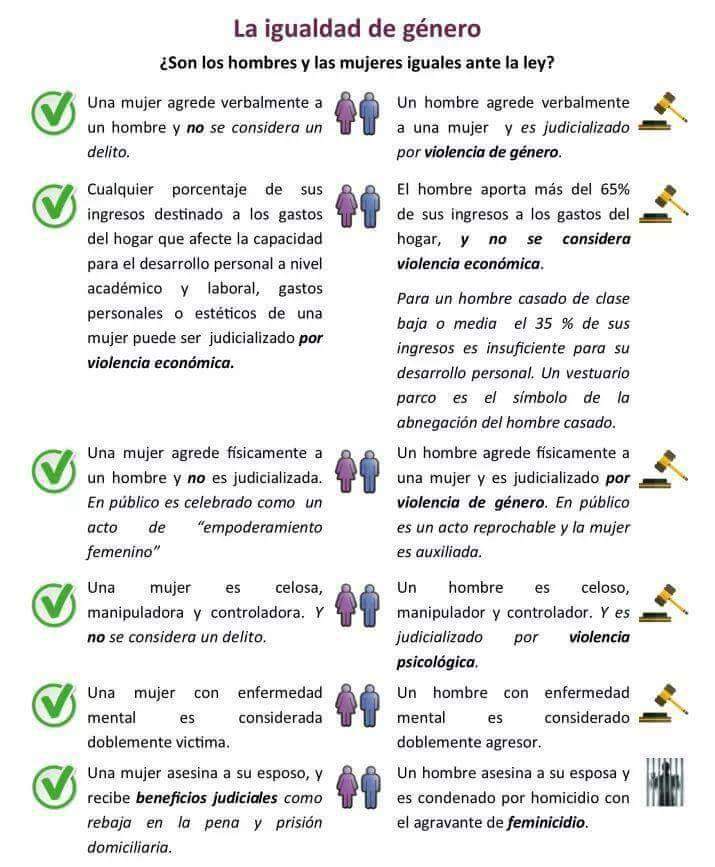 La igualdad de género
¿Son los hombres y las mujeres iguales ante la ley?
Una mujer agrede verbalmente a
un hombre y no se considera un
delito.
Un hombre agrede verbalmente
a una mujer y es judicializado
por violencia de género.
Cualquier porcentaje de sus
ingresos destinado a los gastos
del hogar que afecte la capacidad
para el desarrollo personal a nivel
académico y laboral, gastos
personales o estéticos de una
mujer puede ser judicializado por
violencia económica.
El hombre aporta más del 65%
de sus ingresos a los gastos del
hogar, y no se considera
violencia económica.
Para un hombre casado de clase
baja o media el 35 % de sus
ingresos es insuficiente para su
desarrollo personal. Un vestuario
parco es el símbolo de la
abnegación del hombre casado.
Una mujer agrede físicamente a
un hombre y no es judicializada.
En público es celebrado como un
acto de “empoderamiento
femenino”
Un hombre agrede físicamente a
una mujer y es judicializado por
violencia de género. En público
es un acto reprochable y la mujer
es auxiliada.
Una mujer es celosa,
manipuladora y controladora. Y
no se considera un delito.
Un hombre es celoso,
manipulador y controlador. Y es
judicializado por violencia
psicológica.
Una mujer con enfermedad
mental es considerada
doblemente victima.
Un hombre con enfermedad
mental es considerado
doblemente agresor.
Una mujer asesina a su esposo, y
recibe beneficios judiciales como
rebaja en la pena y prisión
domiciliaria.
Un hombre asesina a su esposa y
es condenado por homicidio con
el agravante de feminicidio.